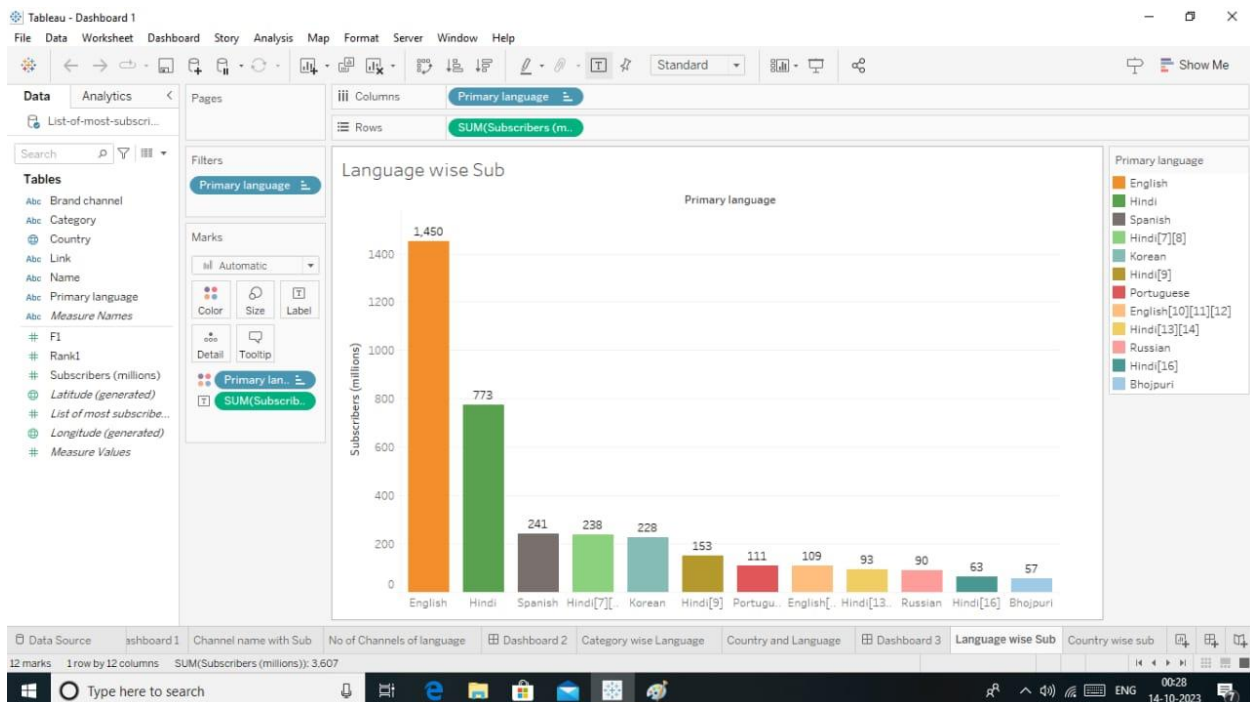 Tableau - Dashboard 1
File Data Worksheet Dashboard Story Analysis Map Format Server Window Help
Standard
Show Me
Data Analytics
List-of-most-subscri...
Search
Tables
Abc Brand channel
Abc Category
Country
Abc Link
Abc Name
Abc Primary language
Abc Measure Names
# F1
# Rank1
# Subscribers (millions)
Latitude (generated)
# List of most subscribe...
Longitude (generated)
# Measure Values
Pages
Filters
Primary language
Marks
Automatic
Color Size Label
Detail Tooltip
Primary lan..
SUM(Subscrib..
Columns Primary language
Rows SUM(Subscribers (m..
Language wise Sub
Primary language
Subscribers (millions)
1400
1200
1000
800
600
400
200
0
1,450 773 241 238 228 153 111 109 93 90 63 57
English Hindi Spanish Hindi[7][.. Korean Hindi[9] Portugu.. English[.. Hindi[13.. Russian Hindi[16] Bhojpuri
Primary language
English
Hindi
Spanish
Hindi[7][8]
Korean
Hindi[9]
Portuguese
English[10][11][12]
Hindi[13][14]
Russian
Hindi[16]
Bhojpuri
Data Source ashboard 1 Channel name with Sub No of Channels of language Dashboard 2 Category wise Language Country and Language Dashboard 3 Language wise Sub Country wise sub
12 marks 1 row by 12 columns SUM(Subscribers (millions)): 3,607
Type here to search
ENG
00:28
14-10-2023